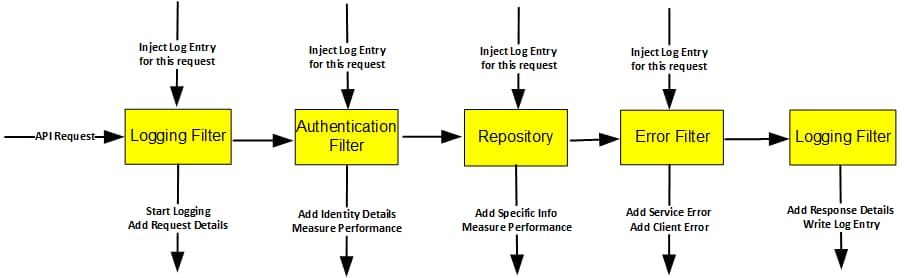 Inject Log Entry
for this request
Inject Log Entry
for this request
Inject Log Entry
for this request
Inject Log Entry
for this request
API Request
Logging Filter
Authentication
Filter
Repository
Error Filter
Logging Filter
Start Logging
Add Request Details
Add Identity Details
Measure Performance
Add Specific Info
Measure Performance
Add Service Error
Add Client Error
Add Response Details
Write Log Entry